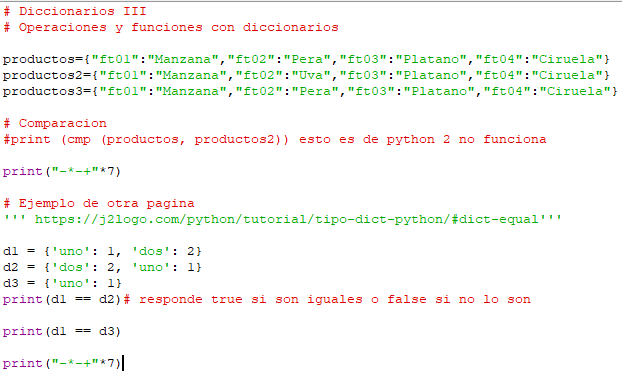 # Diccionarios III
# Operaciones y funciones con diccionarios
productos={"ft01":"Manzana","ft02":"Pera","ft03":"Platano","ft04":"Ciruela"}
productos2={"ft01":"Manzana","ft02":"Uva","ft03":"Platano","ft04":"Ciruela"}
productos3={"ft01":"Manzana","ft02":"Pera","ft03":"Platano","ft04":"Ciruela"}
# Comparacion
#print (cmp (productos, productos2)) esto es de python 2 no funciona
print("-*-+"*7)
# Ejemplo de otra pagina
''' https://j2logo.com/python/tutorial/tipo-dict-python/#dict-equal'''
d1 = {'uno': 1, 'dos': 2}
d2 = {'dos': 2, 'uno': 1}
d3 = {'uno': 1}
print(d1 == d2)# responde true si son iguales o false si no lo son
print(d1 == d3)
print("-*-+"*7)